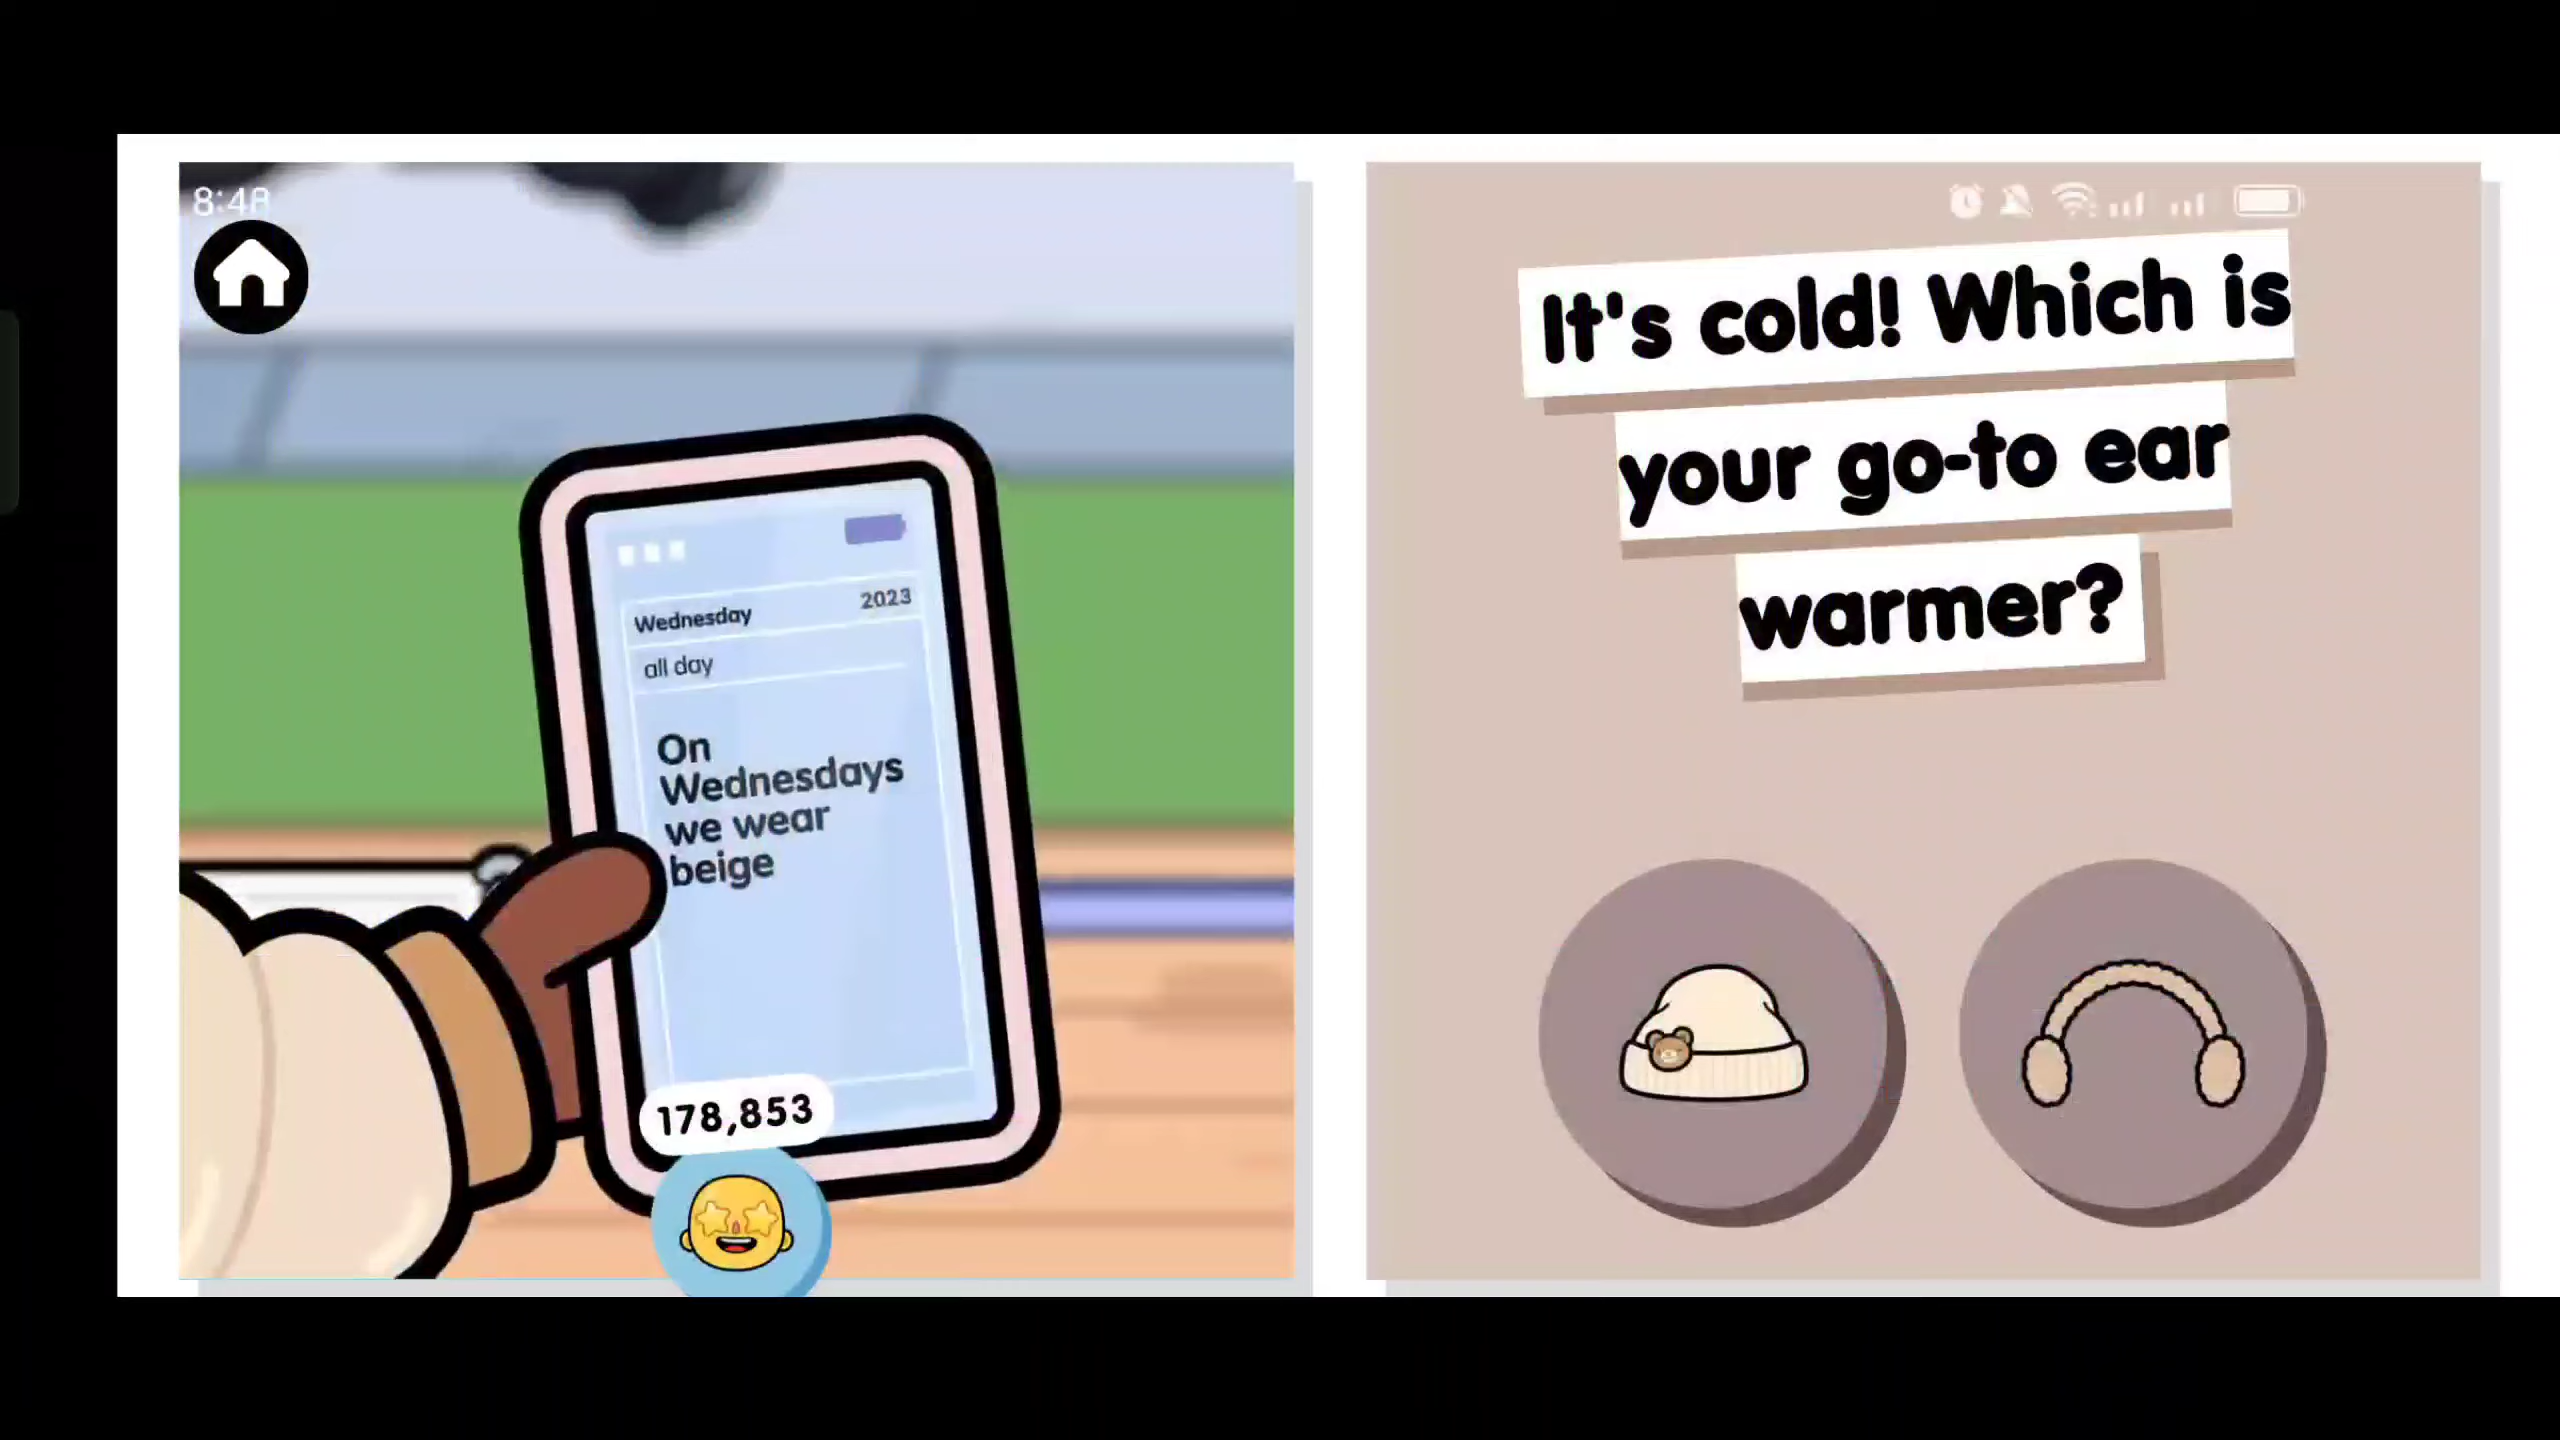 8:48
Wednesday 2023
all day
On
Wednesdays
we wear
beige
178,853
It's cold! Which is
your go-to ear
warmer?